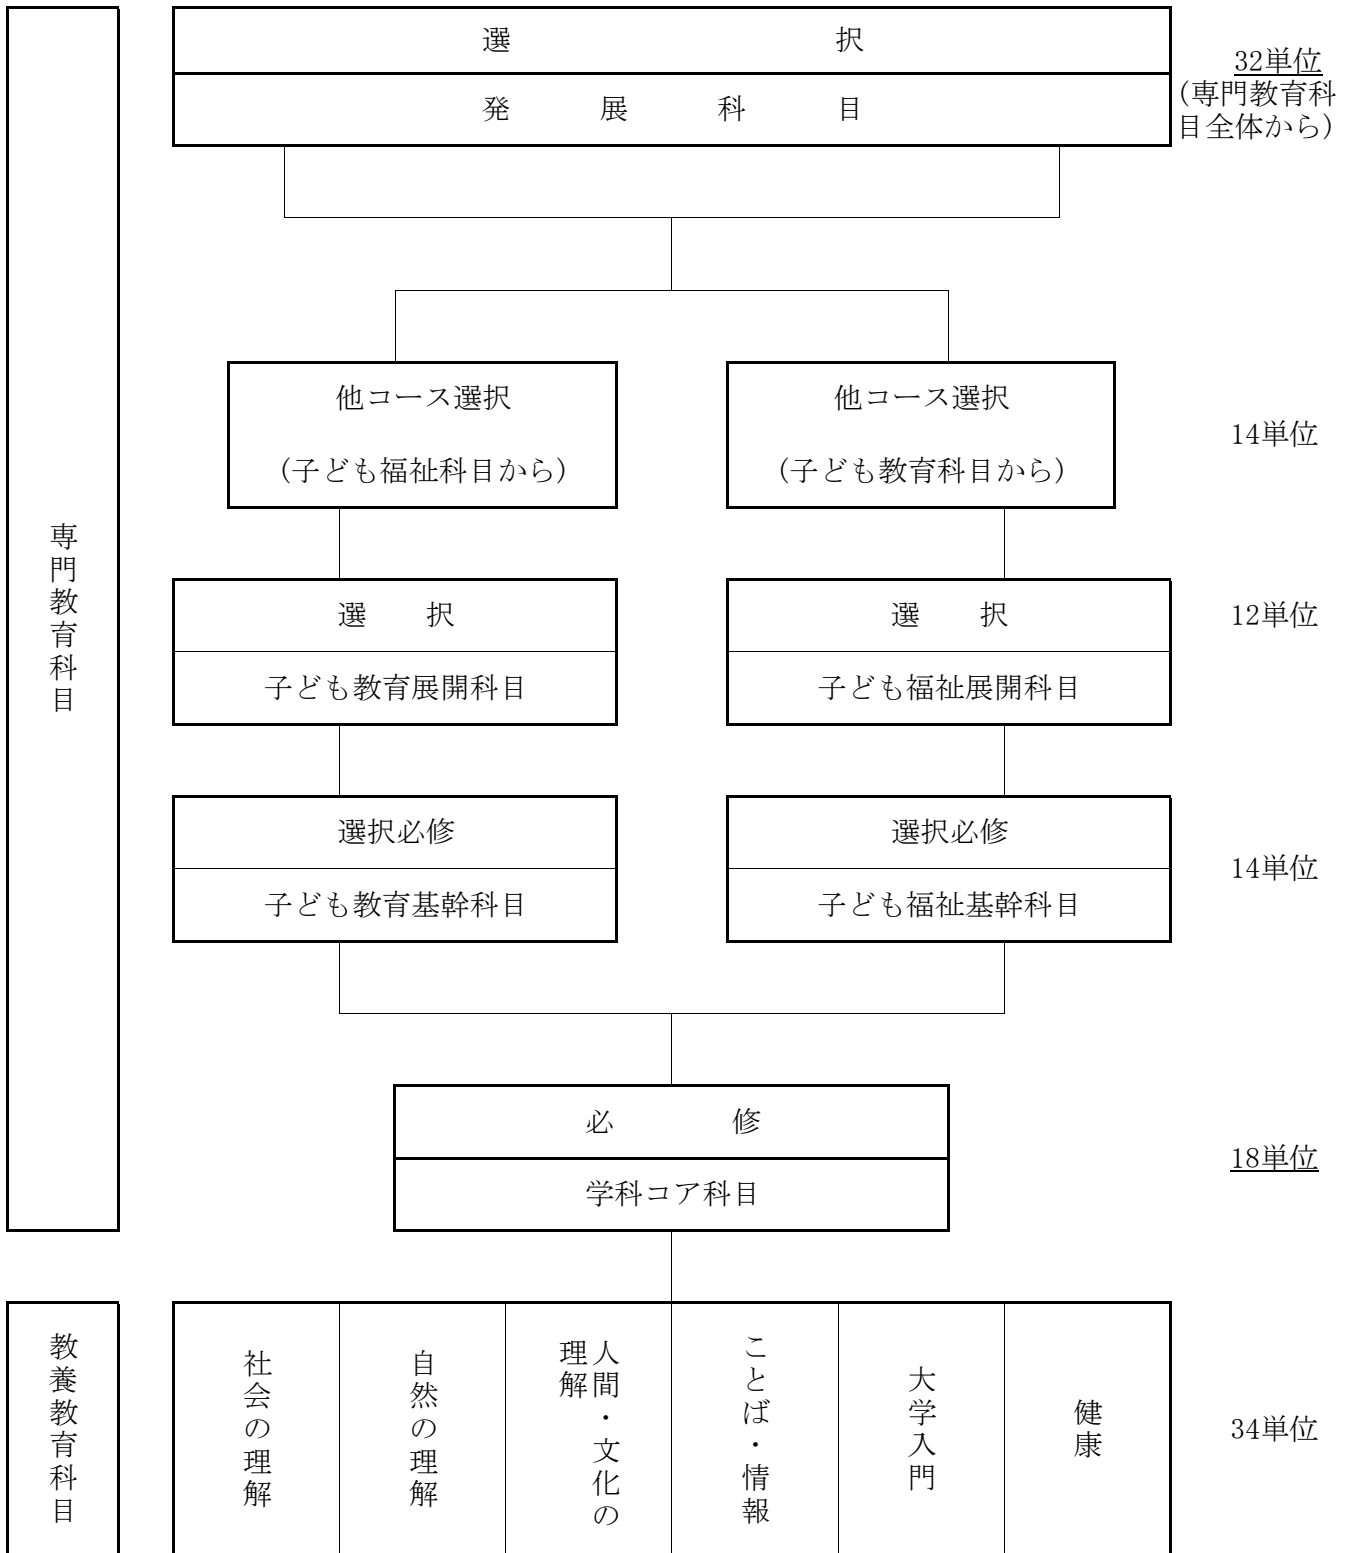 選択
発展科目
32単位
(専門教育科
目全体から)
他コース選択
(子ども福祉科目から)
他コース選択
(子ども教育科目から)
14単位
専門教育科目
選択
子ども教育展開科目
選択
子ども福祉展開科目
12単位
選択必修
子ども教育基幹科目
選択必修
子ども福祉基幹科目
14単位
必修
学科コア科目
18単位
教養教育科目
社会の理解
自然の理解
人間・文化の
理解
ことば・情報
大学入門
健康
34単位